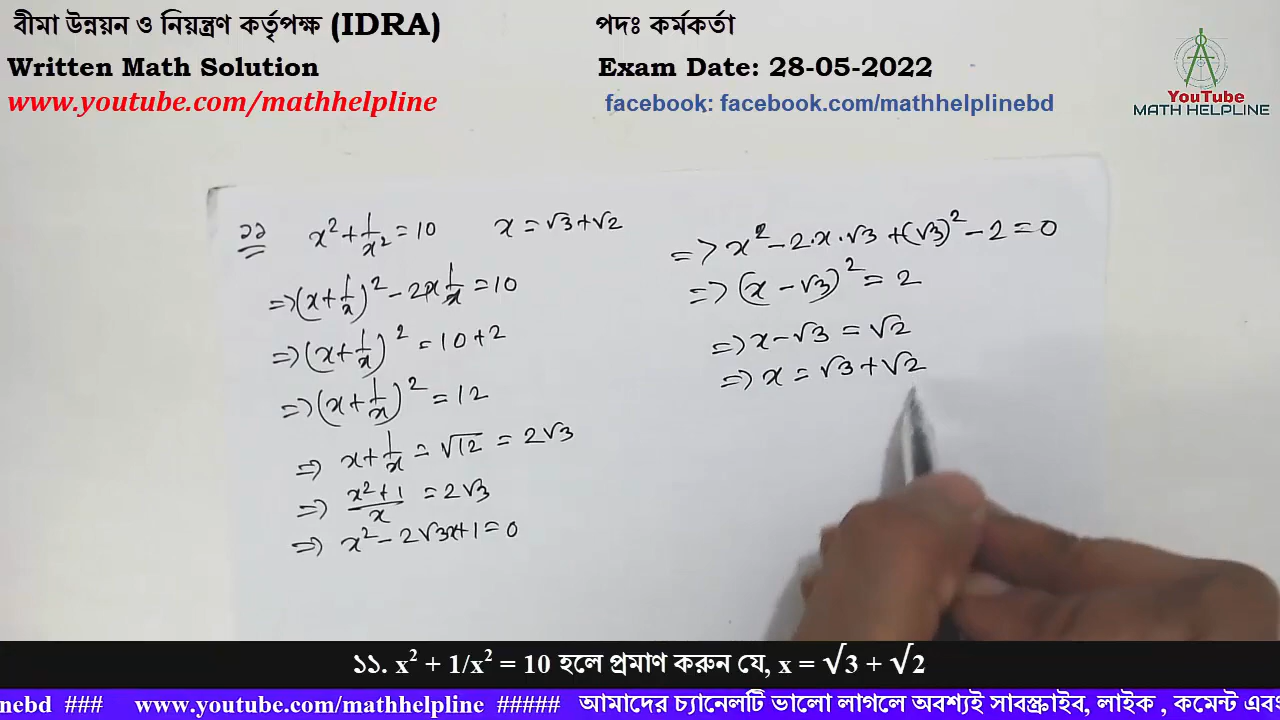 বীমা উন্নয়ন ও নিয়ন্ত্রণ কর্তৃপক্ষ (IDRA)
পদঃ কর্মকর্তা
Written Math Solution
Exam Date: 28-05-2022
www.youtube.com/mathhelpline
facebook: facebook.com/mathhelplinebd
YouTube
MATH HELPLINE
১১ x² + 1/x² = 10 x = √3 + √2
=> (x + 1/x)² - 2·x·1/x = 10
=> (x + 1/x)² = 10 + 2
=> (x + 1/x)² = 12
=> x + 1/x = √12 = 2√3
=> x² + 1/x = 2√3
=> x² - 2√3x + 1 = 0
=> x² - 2·x·√3 + (√3)² - 2 = 0
=> (x - √3)² = 2
=> x - √3 = √2
=> x = √3 + √2
১১. x² + 1/x² = 10 হলে প্রমাণ করুন যে, x = √3 + √2
nebd ### www.youtube.com/mathhelpline ##### আমাদের চ্যানেলটি ভালো লাগলে অবশ্যই সাবস্ক্রাইব, লাইক , কমেন্ট এবং